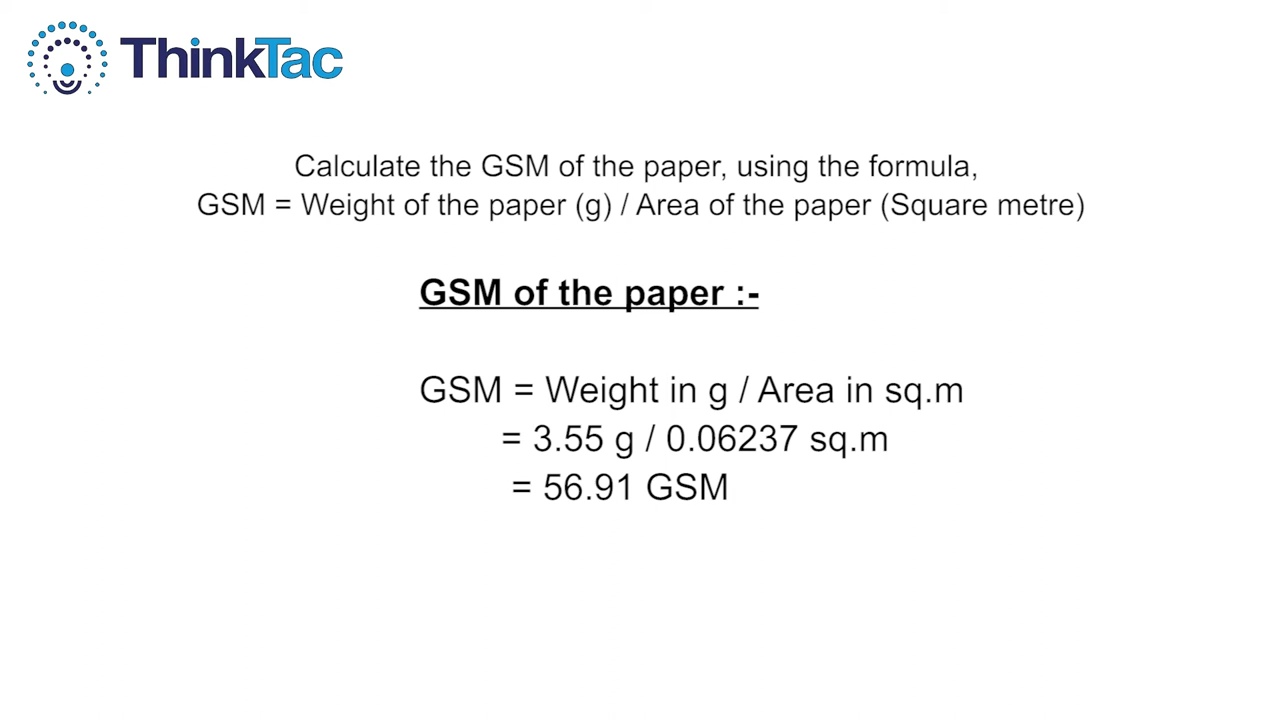 ThinkTac
Calculate the GSM of the paper, using the formula,
GSM = Weight of the paper (g) / Area of the paper (Square metre)
GSM of the paper :-
GSM = Weight in g / Area in sq.m
= 3.55 g / 0.06237 sq.m
= 56.91 GSM